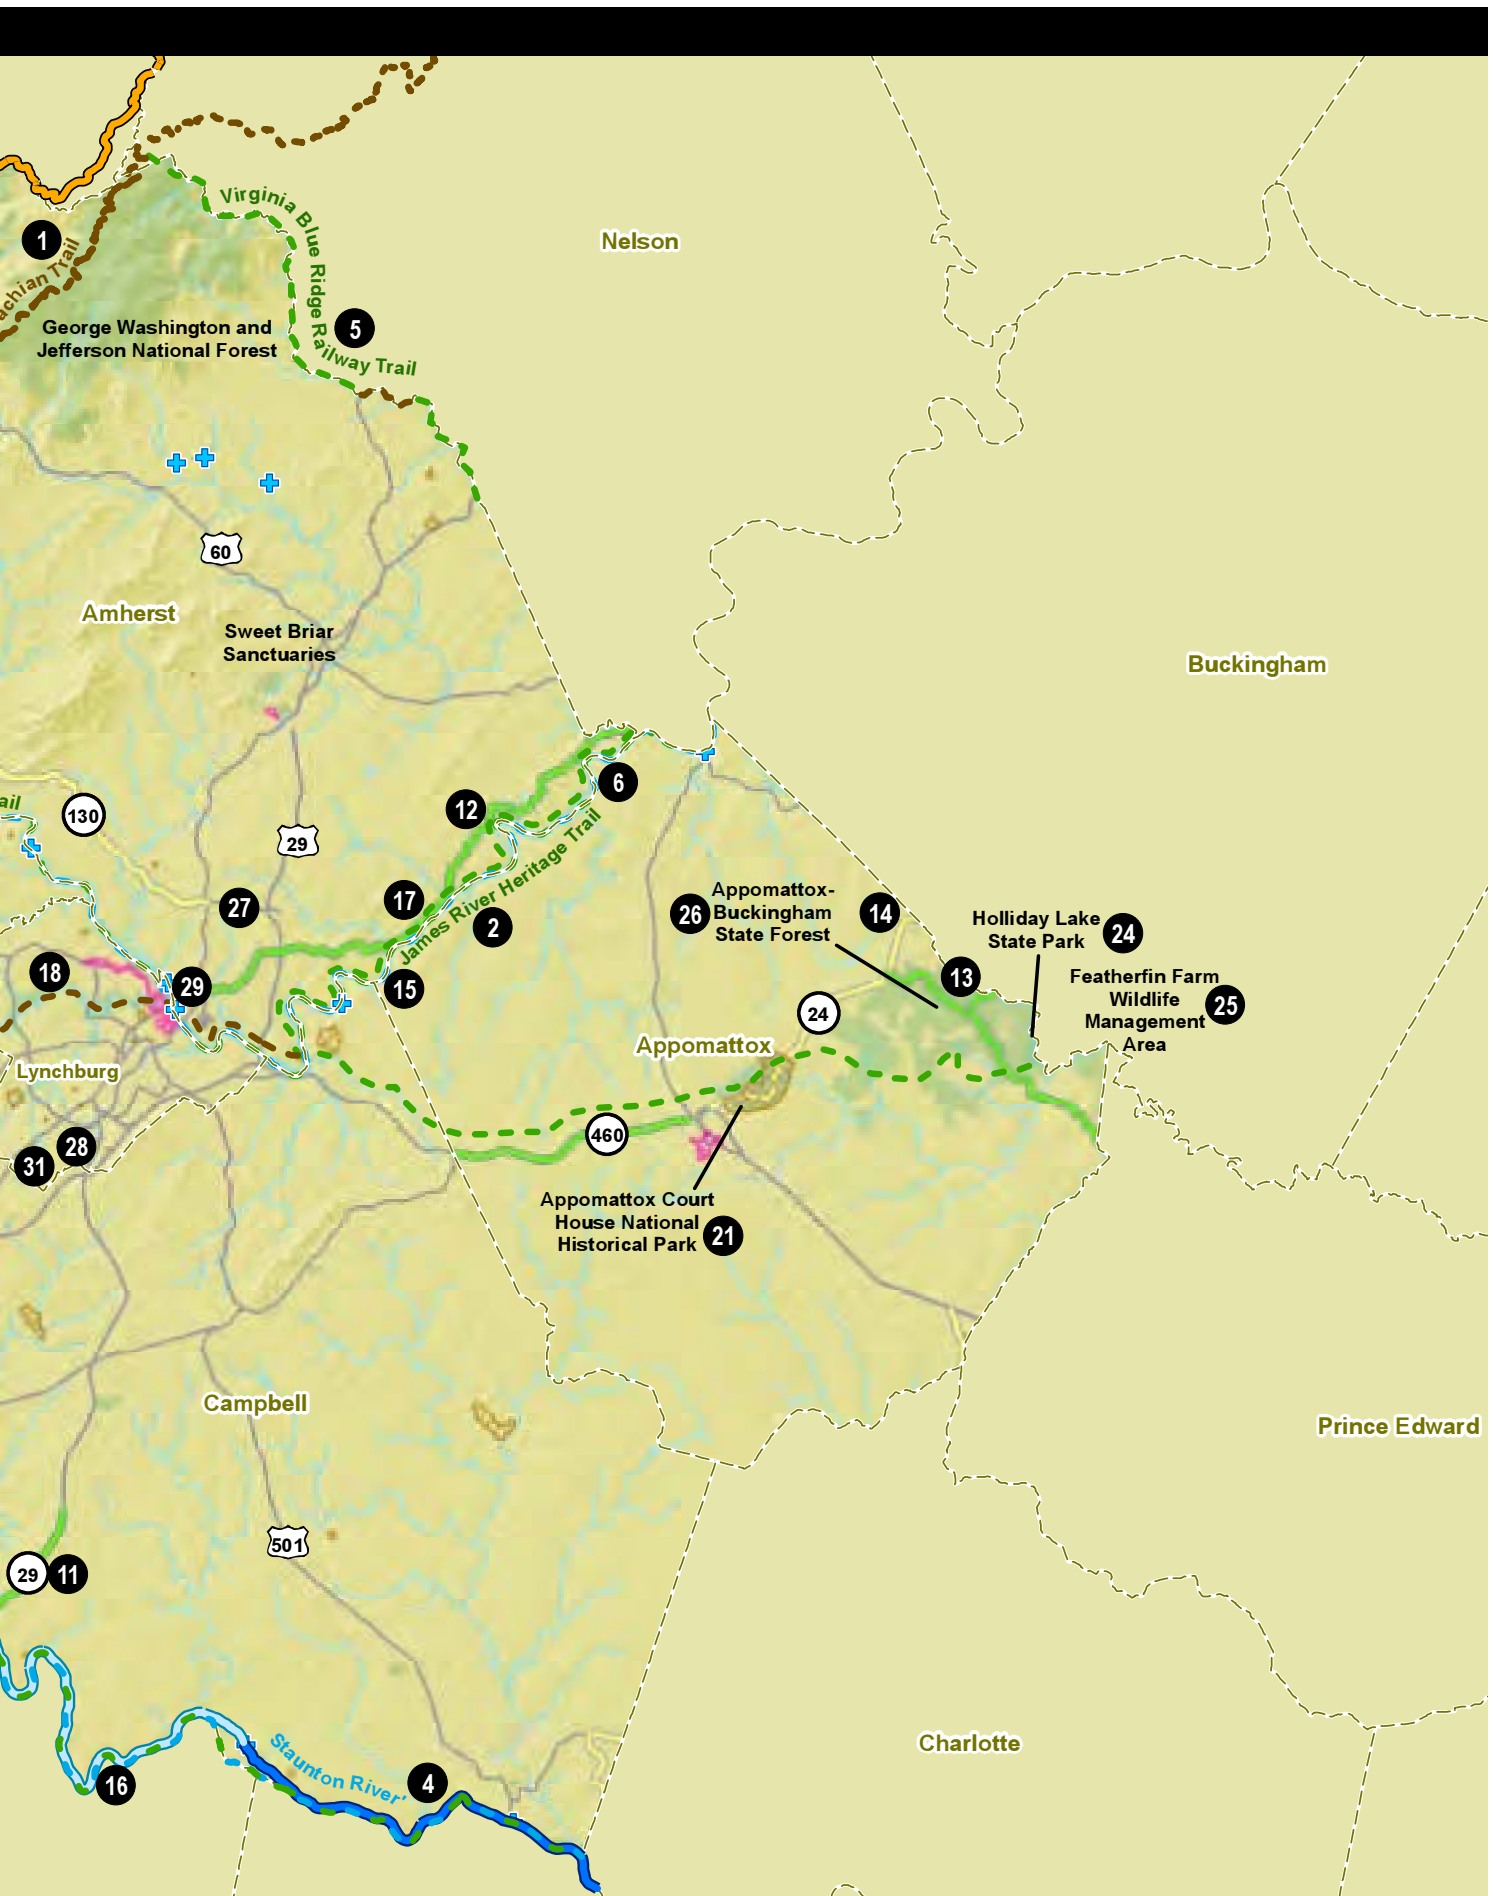 Virginia Blue Ridge Railway Trail
Nelson
1
achian Trail
George Washington and
Jefferson National Forest
5
60
Amherst
Sweet Briar
Sanctuaries
Buckingham
6
12
ail
130
29
James River Heritage Trail
17
27
2
26
Appomattox-
Buckingham
State Forest
14
Holliday Lake
State Park
24
18
29
15
13
Featherfin Farm
Wildlife
Management
Area
25
24
Appomattox
Lynchburg
460
28
31
Appomattox Court
House National
Historical Park
21
Campbell
Prince Edward
501
29
11
Charlotte
Staunton River'
4
16